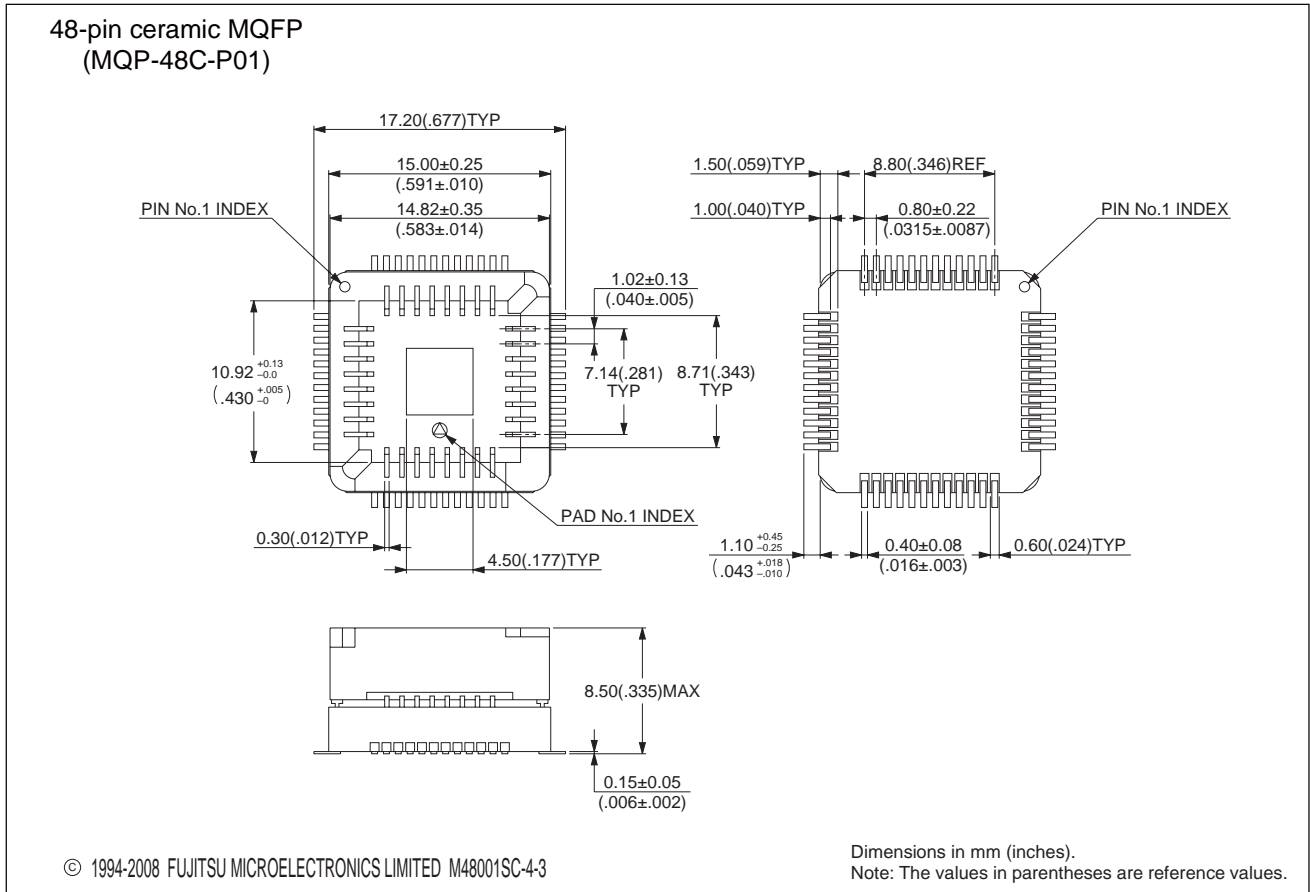 48-pin ceramic MQFP
(MQP-48C-P01)
17.20(.677)TYP
15.00±0.25
(.591±.010)
14.82±0.35
(.583±.014)
PIN No.1 INDEX
1.02±0.13
(.040±.005)
10.92 +0.13 –0.0
(.430 +.005 –0)
7.14(.281)
TYP
8.71(.343)
TYP
PAD No.1 INDEX
0.30(.012)TYP
4.50(.177)TYP
1.50(.059)TYP
8.80(.346)REF
1.00(.040)TYP
0.80±0.22
(.0315±.0087)
PIN No.1 INDEX
1.10 +0.45 –0.25
(.043 +.018 –.010)
0.40±0.08
(.016±.003)
0.60(.024)TYP
8.50(.335)MAX
0.15±0.05
(.006±.002)
© 1994-2008 FUJITSU MICROELECTRONICS LIMITED M48001SC-4-3
Dimensions in mm (inches).
Note: The values in parentheses are reference values.